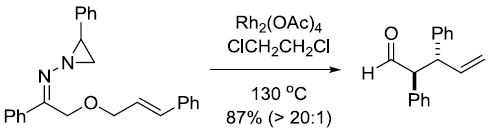 Ph
N
N
Ph
O
Ph
Rh₂(OAc)₄
ClCH₂CH₂Cl
130 °C
87% (> 20:1)
O
Ph
H
Ph